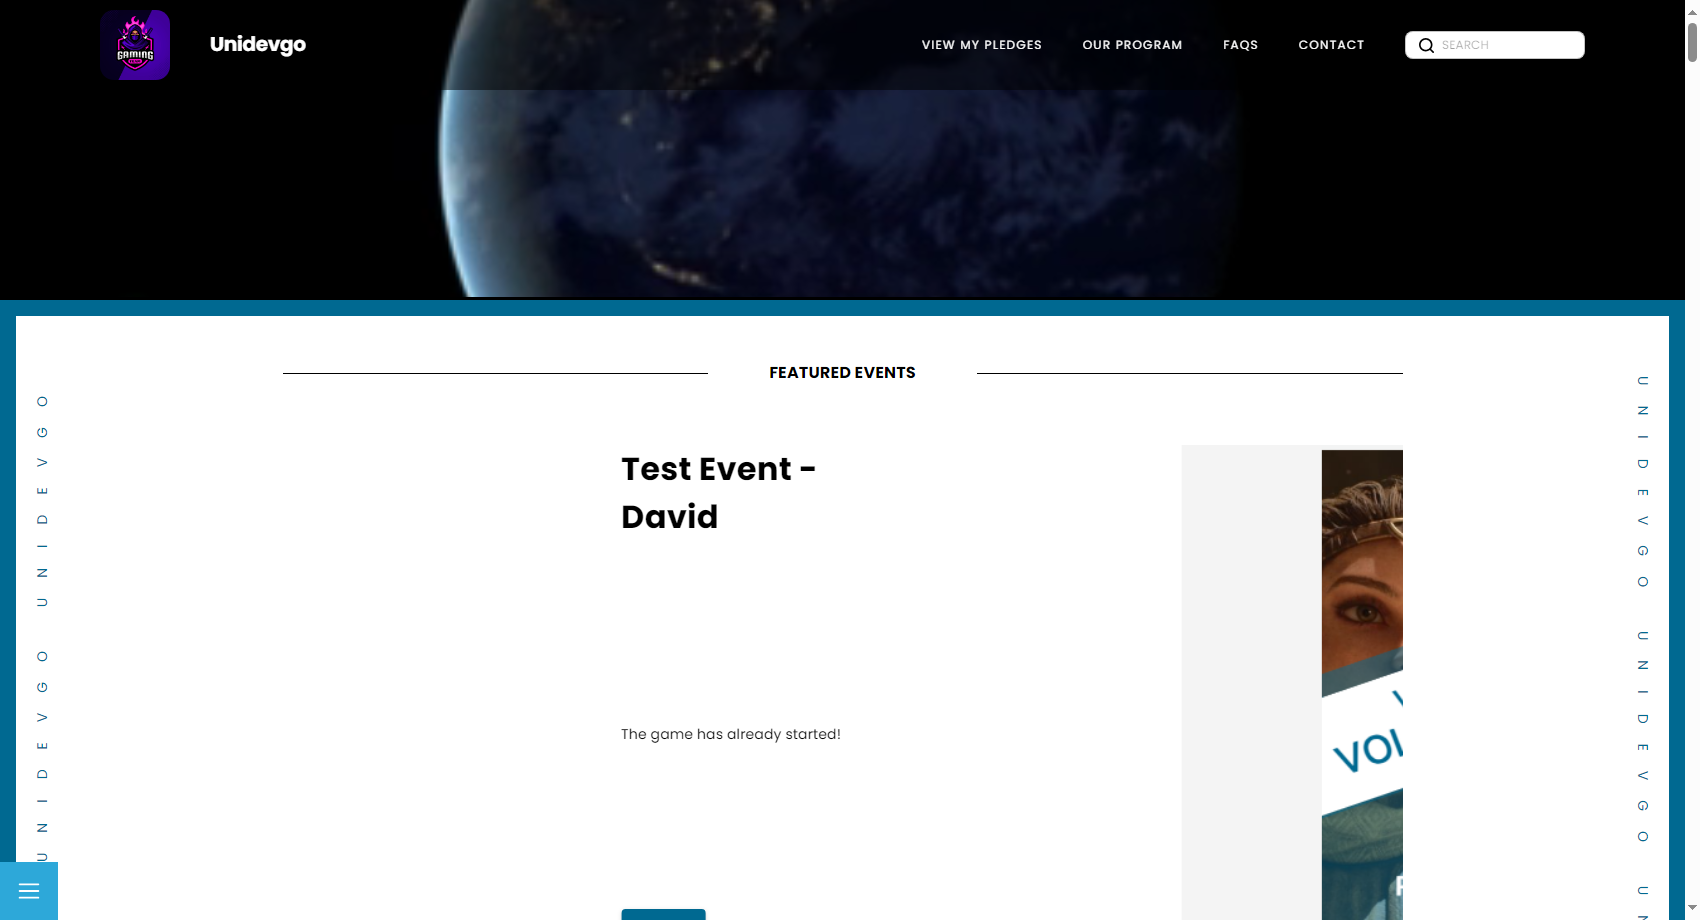 GAMING
Unidevgo
VIEW MY PLEDGES
OUR PROGRAM
FAQS
CONTACT
SEARCH
FEATURED EVENTS
Test Event -
David
The game has already started!
UNIDEVGO UNIDEVGO
UNIDEVGO UNIDEVGO UN